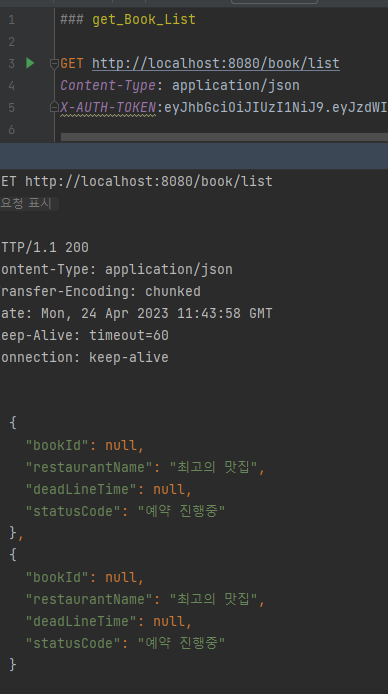 1 ### get_Book_List
2
3 GET http://localhost:8080/book/list
4 Content-Type: application/json
5 X-AUTH-TOKEN:eyJhbGciOiJIUzI1NiJ9.eyJzdWI
6
ET http://localhost:8080/book/list
요청 표시
TTP/1.1 200
ontent-Type: application/json
ransfer-Encoding: chunked
ate: Mon, 24 Apr 2023 11:43:58 GMT
eep-Alive: timeout=60
onnection: keep-alive
{
"bookId": null,
"restaurantName": "최고의 맛집",
"deadLineTime": null,
"statusCode": "예약 진행중"
},
{
"bookId": null,
"restaurantName": "최고의 맛집",
"deadLineTime": null,
"statusCode": "예약 진행중"
}